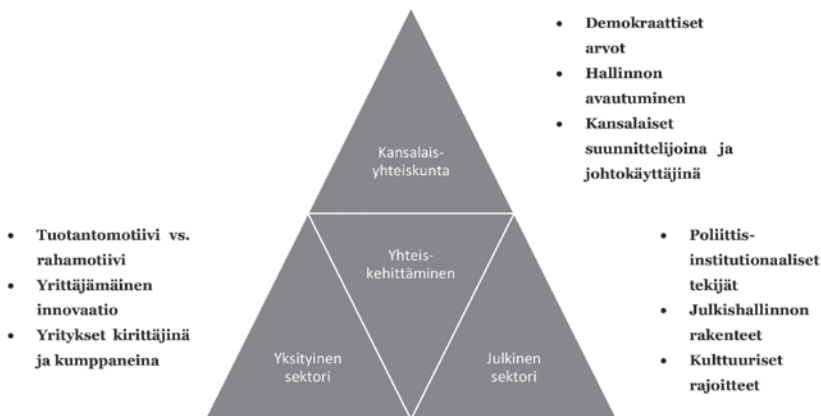 • Demokraattiset
arvot
• Hallinnon
avautuminen
• Kansalaiset
suunnittelijoina ja
johtokäyttäjinä
Kansalais-
yhteiskunta
• Tuotantomotiivi vs.
rahamotiivi
• Yrittäjämäinen
innovaatio
• Yritykset kirittäjinä
ja kumppaneina
Yhteis-
kehittäminen
• Poliittis-
institutionaaliset
tekijät
• Julkishallinnon
rakenteet
• Kulttuuriset
rajoitteet
Yksityinen
sektori
Julkinen
sektori